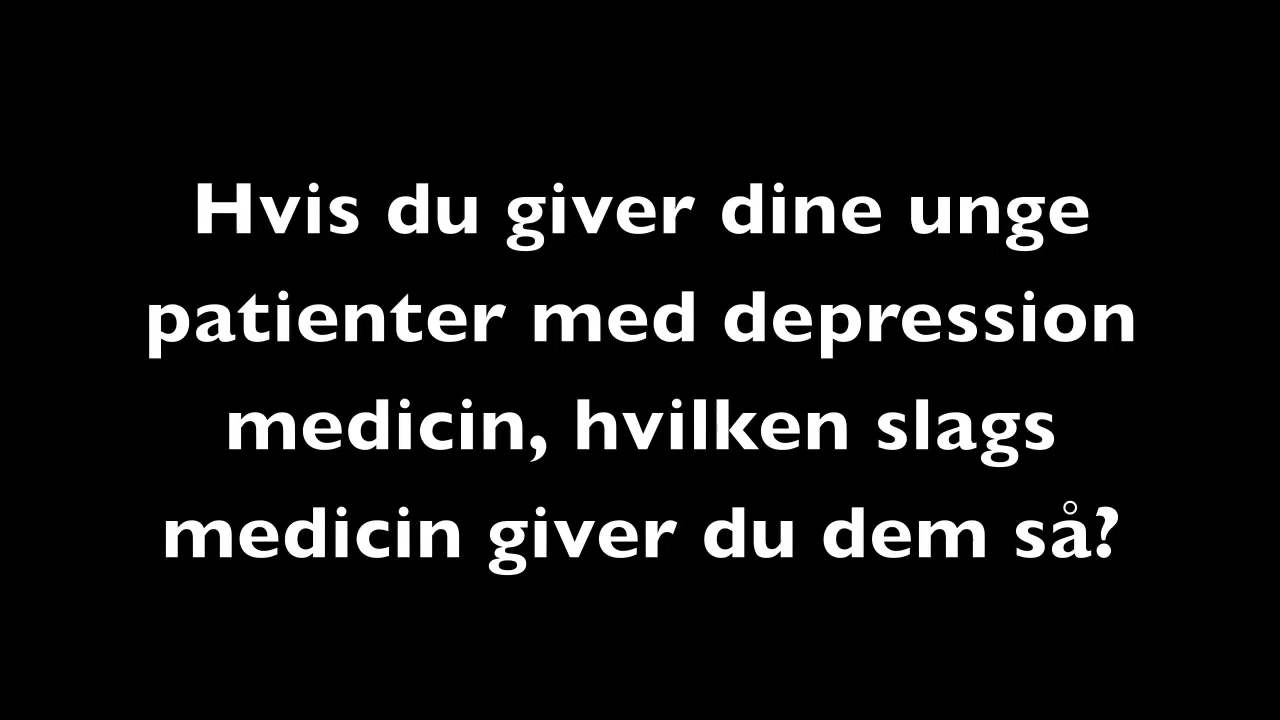 Hvis du giver dine unge
patienter med depression
medicin, hvilken slags
medicin giver du dem så?